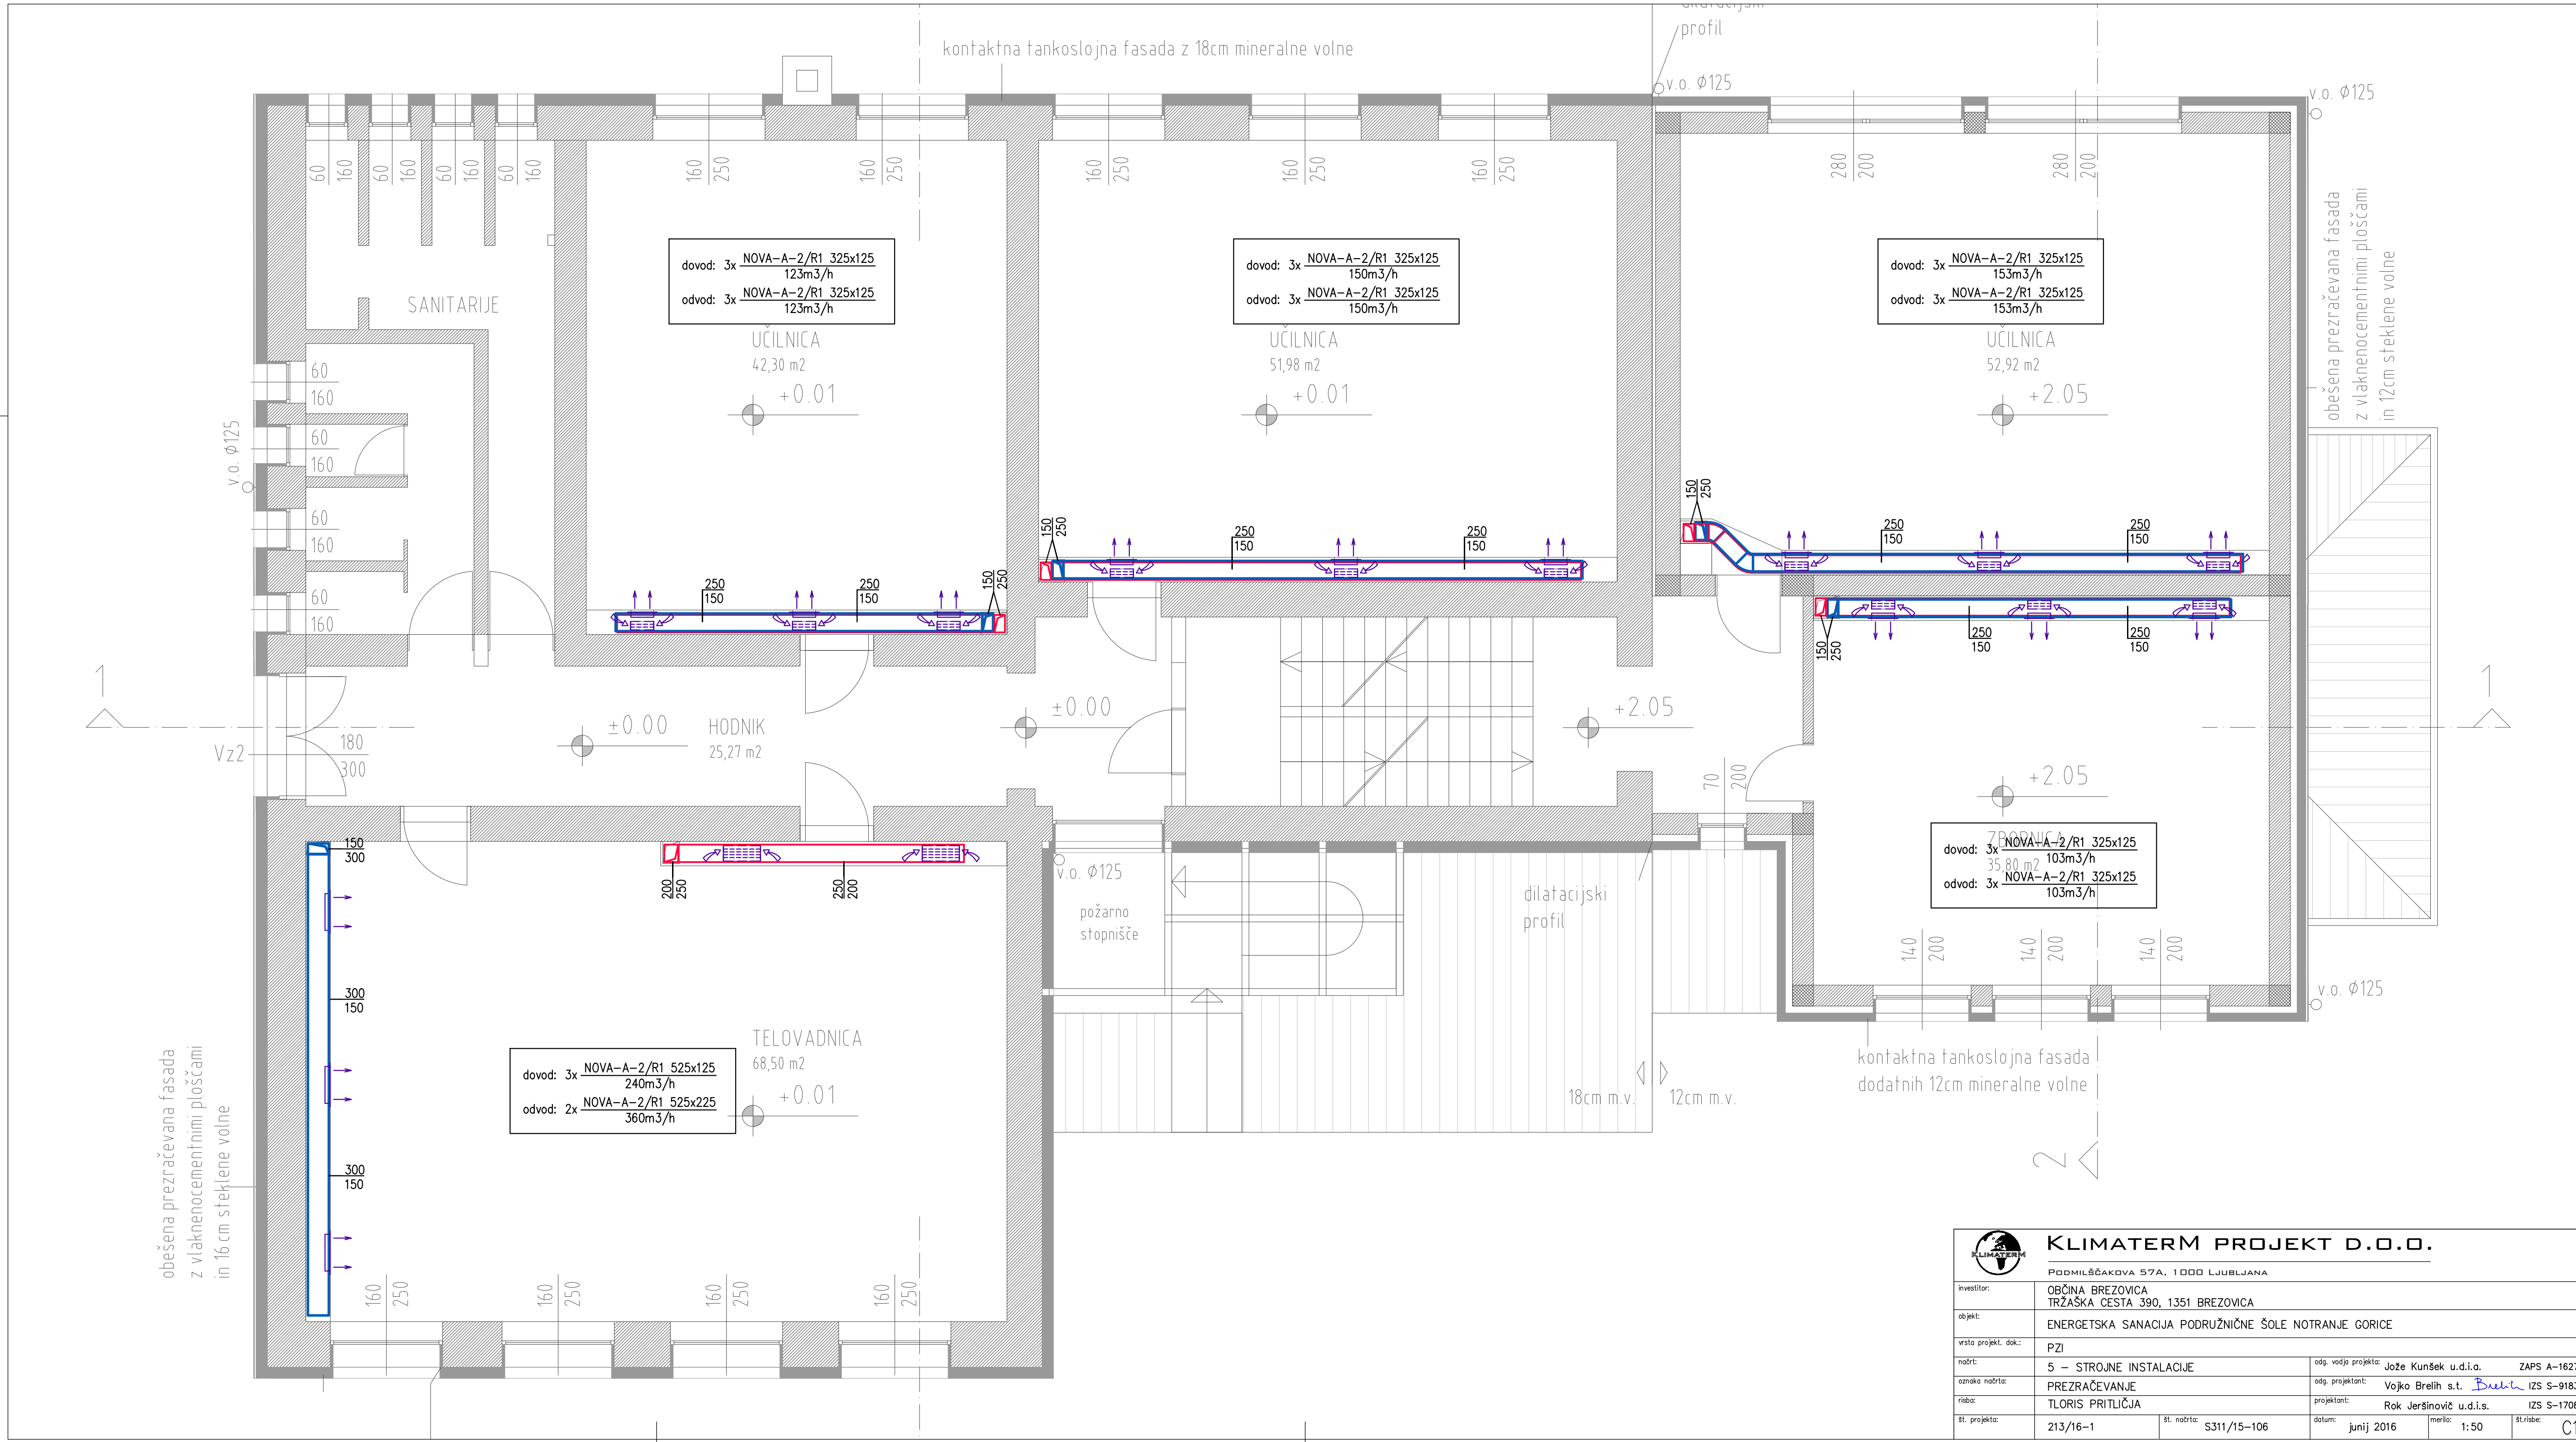 kontaktna tankoslojna fasada z 18cm mineralne volne
profil
v.o. Ø125
v.o. Ø125
60
160
60
160
60
160
60
160
160
250
160
250
160
250
160
250
160
250
280
200
280
200
obešena prezračevana fasada
z vlaknenocementnimi ploščami
in 12cm steklene volne
SANITARIJE
dovod: 3x NOVA-A-2/R1 325x125
123m3/h
odvod: 3x NOVA-A-2/R1 325x125
123m3/h
UČILNICA
42,30 m2
+0.01
dovod: 3x NOVA-A-2/R1 325x125
150m3/h
odvod: 3x NOVA-A-2/R1 325x125
150m3/h
UČILNICA
51,98 m2
+0.01
dovod: 3x NOVA-A-2/R1 325x125
153m3/h
odvod: 3x NOVA-A-2/R1 325x125
153m3/h
UČILNICA
52,92 m2
+2.05
60
160
60
160
60
160
60
160
v.o. Ø125
250
150
250
150
150
250
150
250
250
150
250
150
150
250
250
150
250
150
150
250
250
150
250
150
1
1
Vz2
180
300
±0.00
HODNIK
25,27 m2
±0.00
+2.05
70
200
+2.05
ZBORNICA
35,80 m2
dovod: 3x NOVA-A-2/R1 325x125
103m3/h
odvod: 3x NOVA-A-2/R1 325x125
103m3/h
140
200
140
200
140
200
v.o. Ø125
150
300
200
250
250
200
300
150
300
150
v.o. Ø125
požarno
stopnišče
dilatacijski
profil
TELOVADNICA
68,50 m2
+0.01
dovod: 3x NOVA-A-2/R1 525x125
240m3/h
odvod: 2x NOVA-A-2/R1 525x225
360m3/h
obešena prezračevana fasada
z vlaknenocementnimi ploščami
in 16cm steklene volne
160
250
160
250
160
250
160
250
18cm m.v.
12cm m.v.
kontaktna tankoslojna fasada
dodatnih 12cm mineralne volne
2
KLIMATERM
KLIMATERM PROJEKT D.O.O.
PODMILŠČAKOVA 57A, 1000 LJUBLJANA
investitor: OBČINA BREZOVICA
TRŽAŠKA CESTA 390, 1351 BREZOVICA
objekt: ENERGETSKA SANACIJA PODRUŽNIČNE ŠOLE NOTRANJE GORICE
vrsta projekt. dok.: PZI
načrt: 5 – STROJNE INSTALACIJE
odg. vodja projekta: Jože Kunšek u.d.i.a. ZAPS A-1627
oznaka načrta: PREZRAČEVANJE
odg. projektant: Vojko Brelih s.t. Brelih IZS S-9183
risba: TLORIS PRITLIČJA
projektant: Rok Jeršinovič u.d.i.s. IZS S-1708
št. projekta: 213/16-1 št. načrta: S311/15-106 datum: junij 2016 merilo: 1:50 št.risbe: C1